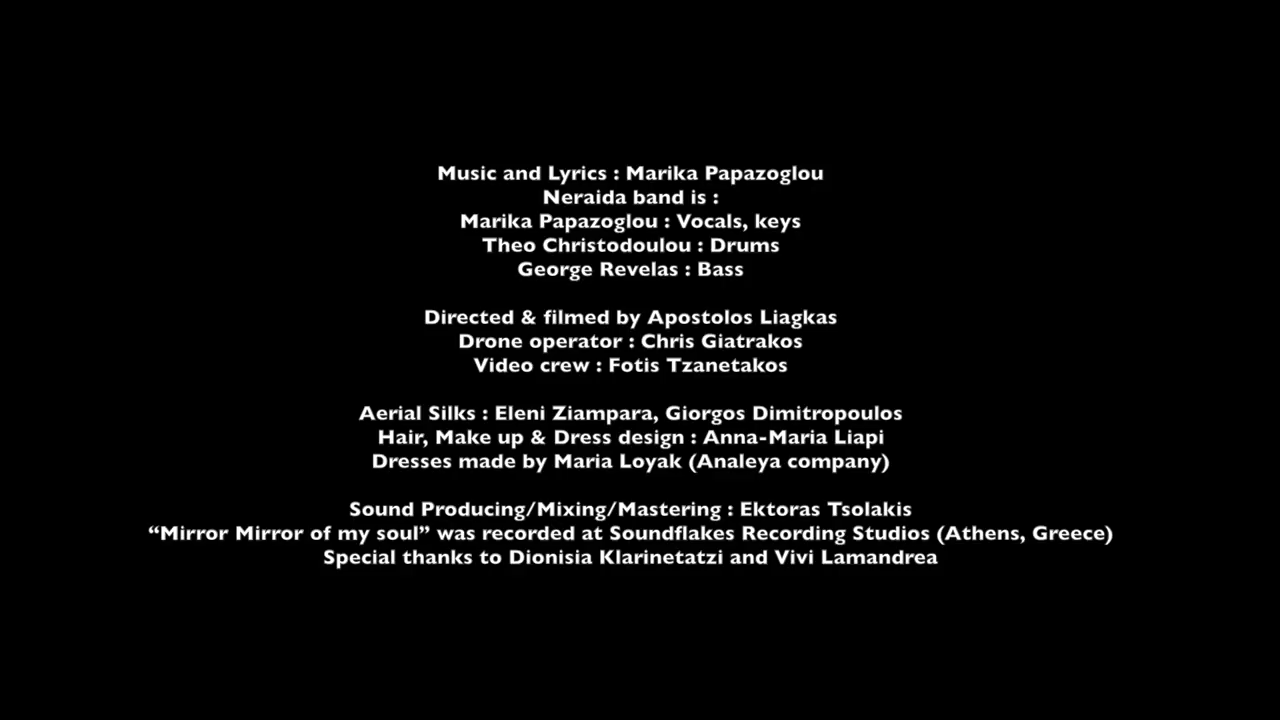 Music and Lyrics : Marika Papazoglou
Neraida band is :
Marika Papazoglou : Vocals, keys
Theo Christodoulou : Drums
George Revelas : Bass
Directed & filmed by Apostolos Liagkas
Drone operator : Chris Giatrakos
Video crew : Fotis Tzanetakos
Aerial Silks : Eleni Ziampara, Giorgos Dimitropoulos
Hair, Make up & Dress design : Anna-Maria Liapi
Dresses made by Maria Loyak (Analeya company)
Sound Producing/Mixing/Mastering : Ektoras Tsolakis
“Mirror Mirror of my soul” was recorded at Soundflakes Recording Studios (Athens, Greece)
Special thanks to Dionisia Klarinetatzi and Vivi Lamandrea